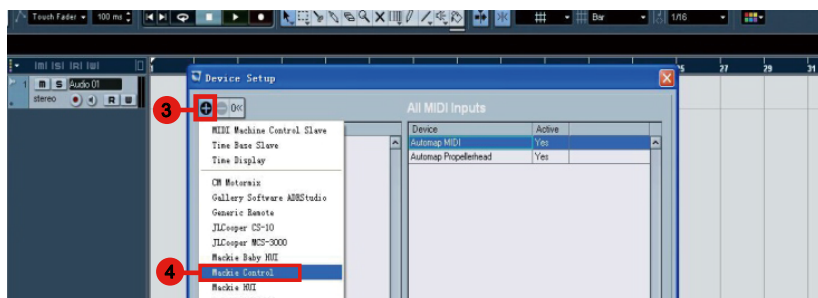 Touch Fader 100 ms Bar 1/16
|m| |s| |R| |W|
25 27 29 31
1 m S Audio 01
stereo R W
Device Setup
3
All MIDI Inputs
MIDI Machine Control Slave
Time Base Slave
Time Display
CM Motormix
Gallery Software ADRStudio
Generic Remote
JLCooper CS-10
JLCooper MCS-3000
Mackie Baby HUI
4
Mackie Control
Mackie HUI
Device Active
Automap MIDI Yes
Automap Propellerhead Yes